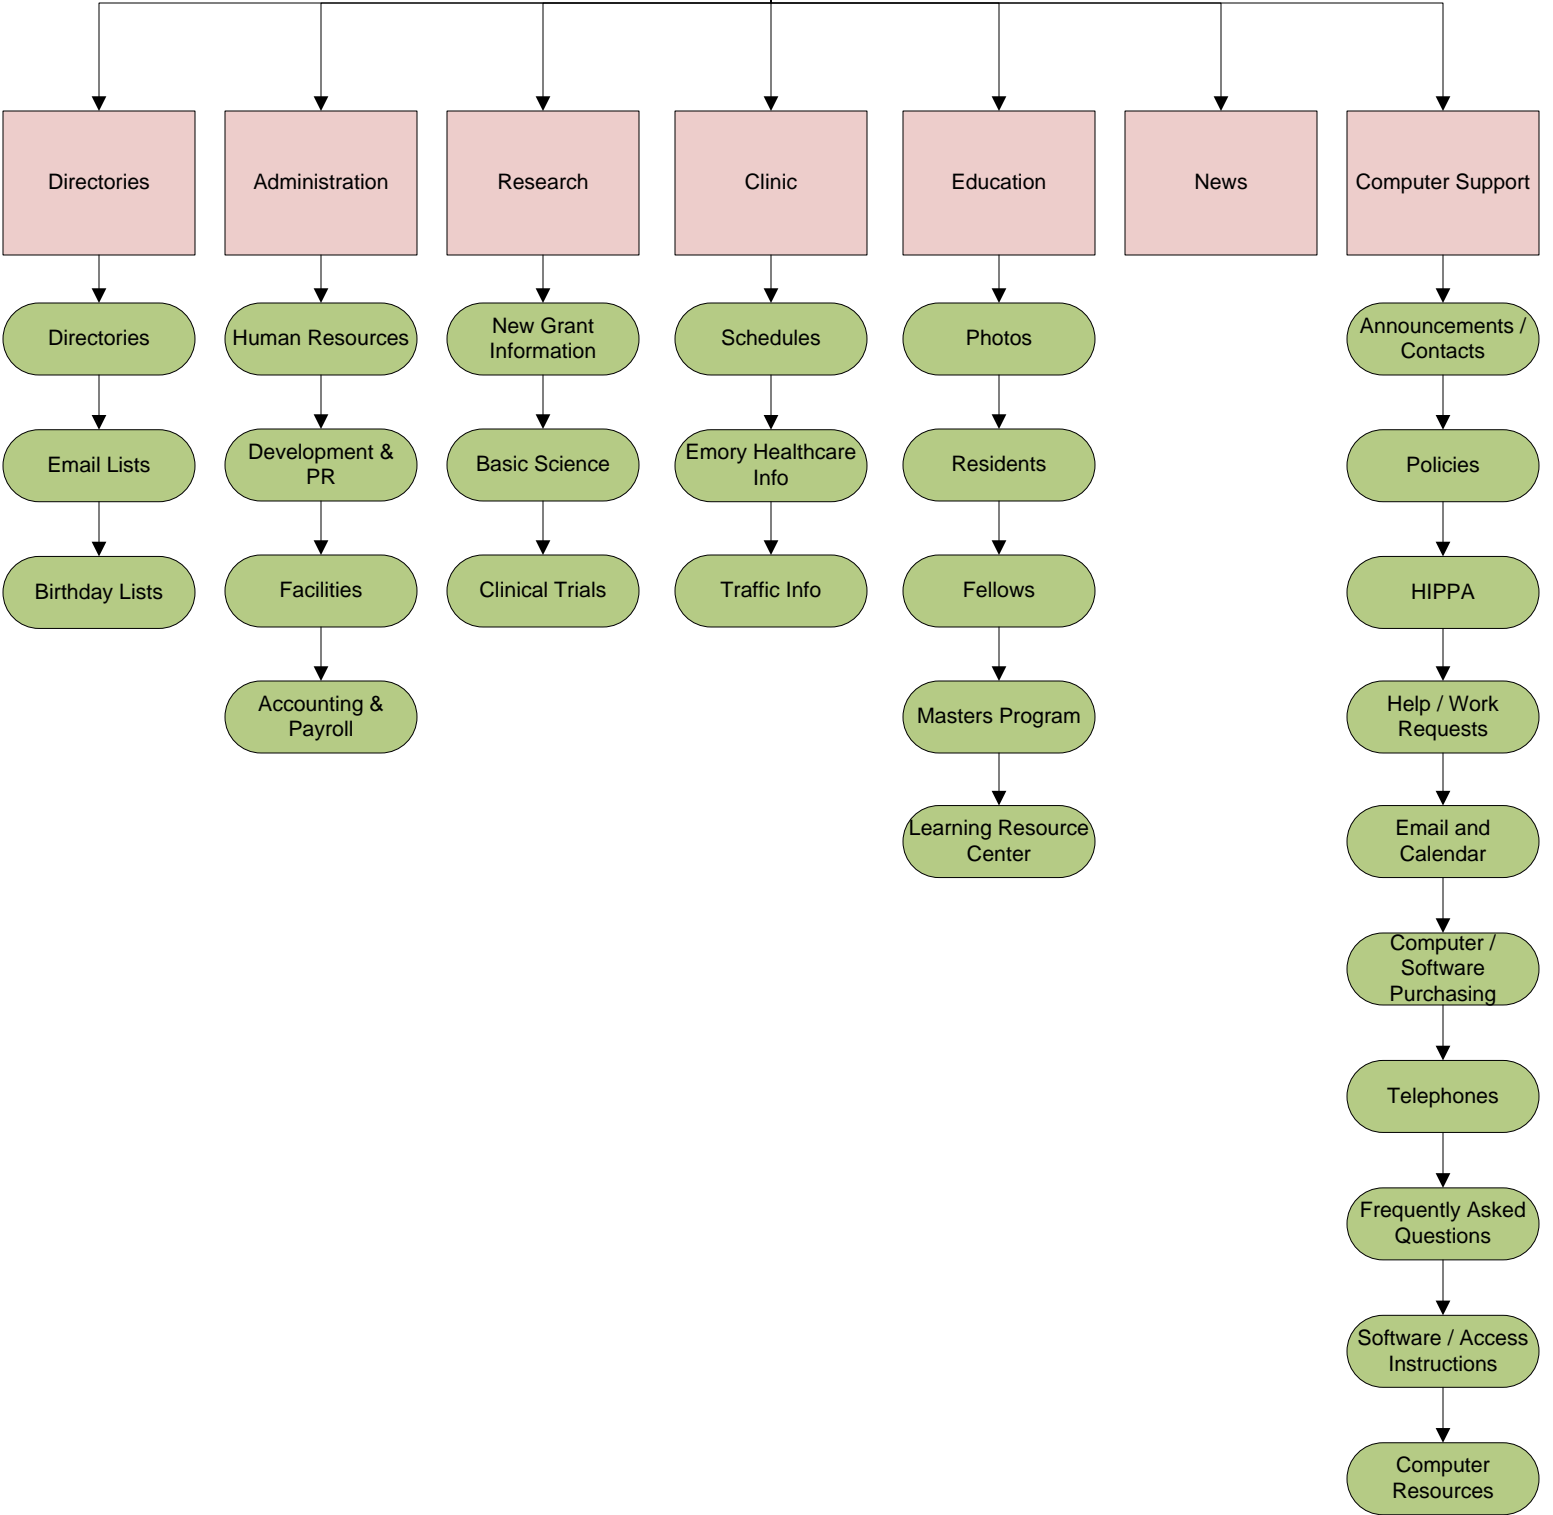 Directories
Administration
Research
Clinic
Education
News
Computer Support
Directories
Human Resources
New Grant
Information
Schedules
Photos
Announcements /
Contacts
Email Lists
Development &
PR
Basic Science
Emory Healthcare
Info
Residents
Policies
Birthday Lists
Facilities
Clinical Trials
Traffic Info
Fellows
HIPPA
Accounting &
Payroll
Masters Program
Help / Work
Requests
Learning Resource
Center
Email and
Calendar
Computer /
Software
Purchasing
Telephones
Frequently Asked
Questions
Software / Access
Instructions
Computer
Resources